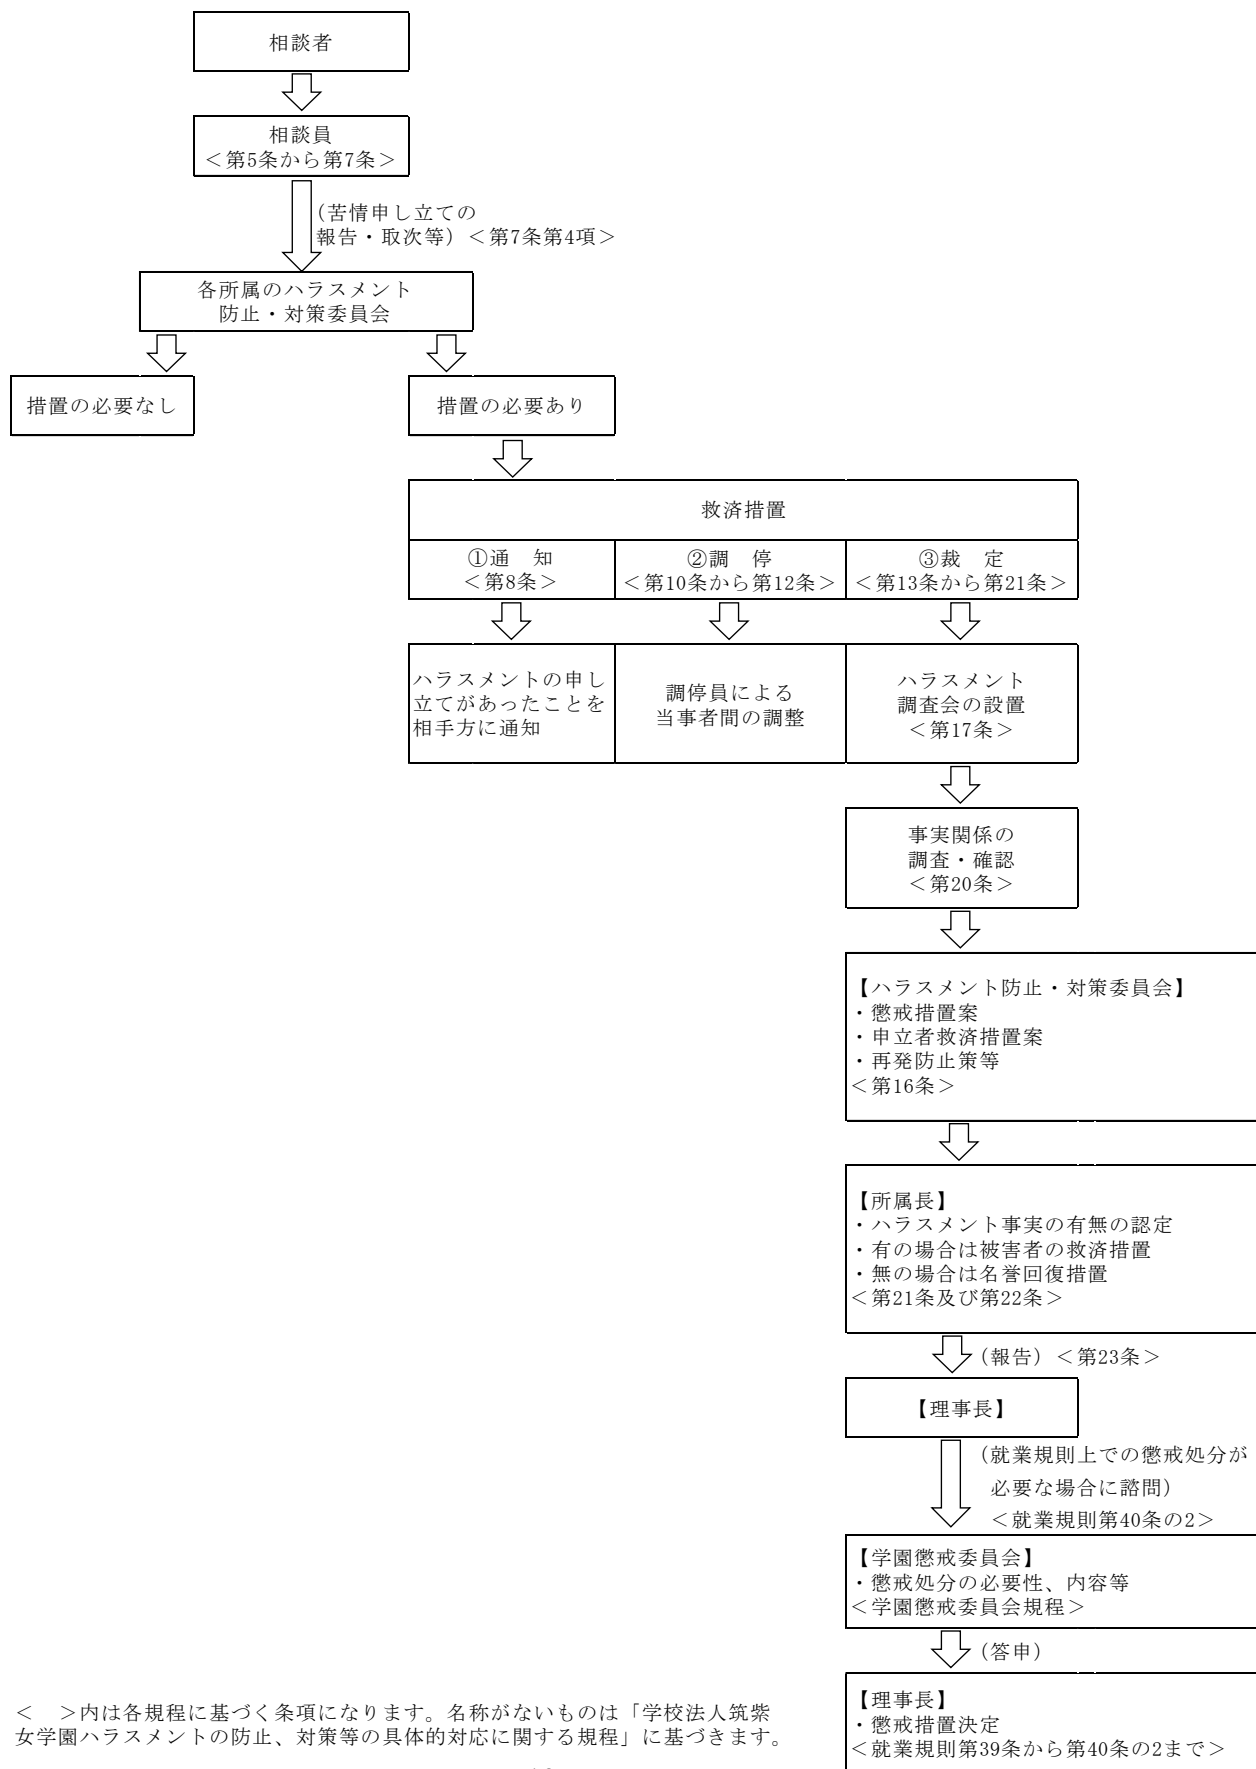 相談者
相談員
＜第5条から第7条＞
(苦情申し立ての
報告・取次等) ＜第7条第4項＞
各所属のハラスメント
防止・対策委員会
措置の必要なし
措置の必要あり
救済措置
①通　知
＜第8条＞
②調　停
＜第10条から第12条＞
③裁　定
＜第13条から第21条＞
ハラスメントの申し
立てがあったことを
相手方に通知
調停員による
当事者間の調整
ハラスメント
調査会の設置
＜第17条＞
事実関係の
調査・確認
＜第20条＞
【ハラスメント防止・対策委員会】
・懲戒措置案
・申立者救済措置案
・再発防止策等
＜第16条＞
【所属長】
・ハラスメント事実の有無の認定
・有の場合は被害者の救済措置
・無の場合は名誉回復措置
＜第21条及び第22条＞
(報告) ＜第23条＞
【理事長】
(就業規則上での懲戒処分が
必要な場合に諮問)
＜就業規則第40条の2＞
【学園懲戒委員会】
・懲戒処分の必要性、内容等
＜学園懲戒委員会規程＞
(答申)
【理事長】
・懲戒措置決定
＜就業規則第39条から第40条の2まで＞
＜　＞内は各規程に基づく条項になります。名称がないものは「学校法人筑紫
女学園ハラスメントの防止、対策等の具体的対応に関する規程」に基づきます。